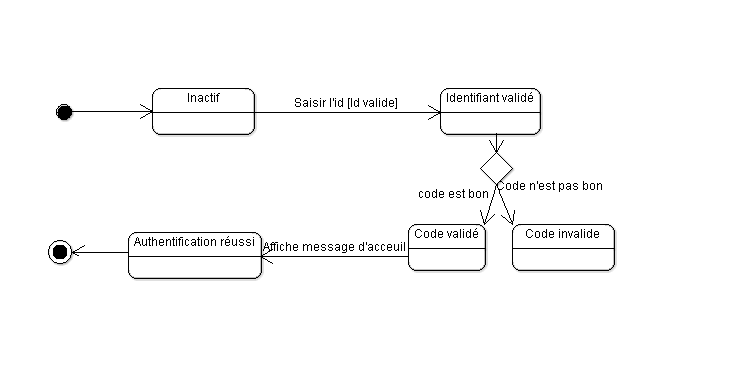 Inactif
Saisir l'id [Id valide]
Identifiant validé
code est bon
Code n'est pas bon
Authentification réussi
Affiche message d'acceuil
Code validé
Code invalide